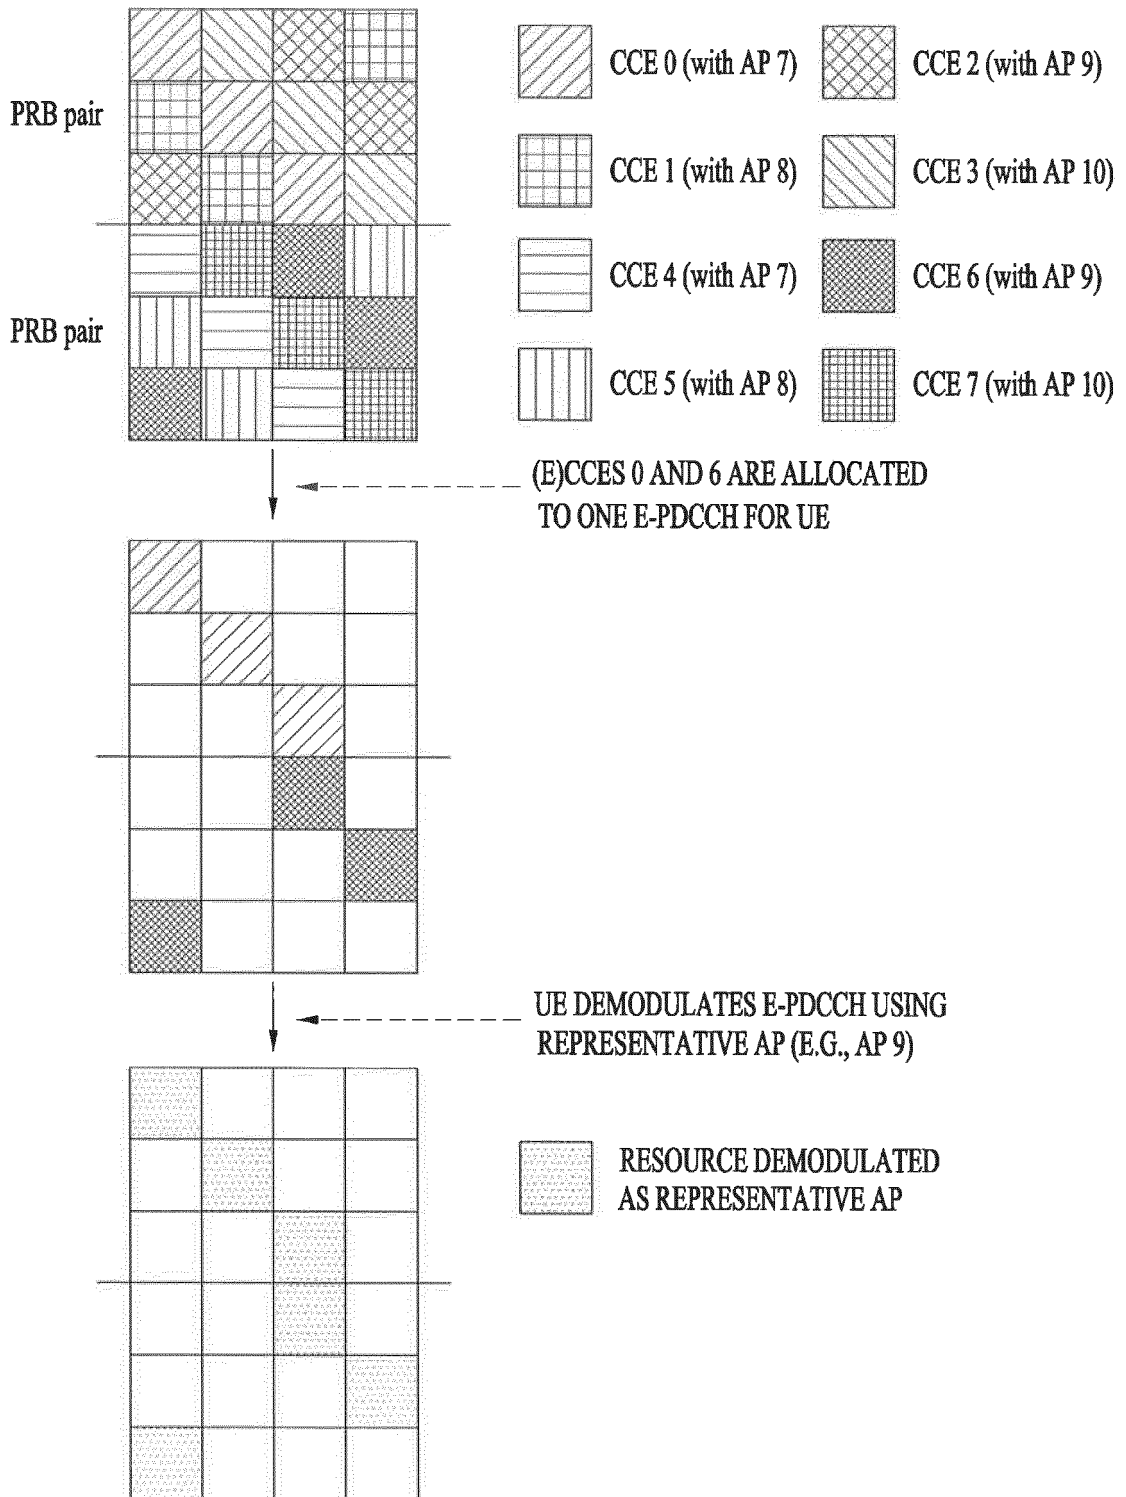 PRB pair
PRB pair
CCE 0 (with AP 7)
CCE 2 (with AP 9)
CCE 1 (with AP 8)
CCE 3 (with AP 10)
CCE 4 (with AP 7)
CCE 6 (with AP 9)
CCE 5 (with AP 8)
CCE 7 (with AP 10)
(E)CCES 0 AND 6 ARE ALLOCATED
TO ONE E-PDCCH FOR UE
UE DEMODULATES E-PDCCH USING
REPRESENTATIVE AP (E.G., AP 9)
RESOURCE DEMODULATED
AS REPRESENTATIVE AP